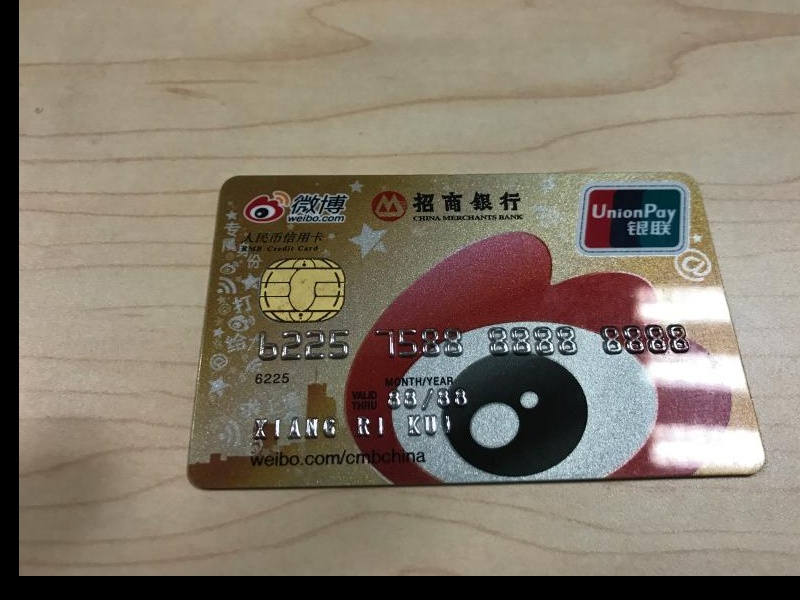 微博
weibo.com
招商银行
CHINA MERCHANTS BANK
UnionPay
银联
人民币信用卡
RMB Credit Card
6225 7588 8888 8888
6225
MONTH/YEAR
VALID THRU 88/88
XIANG RI KUI
weibo.com/cmbchina
@